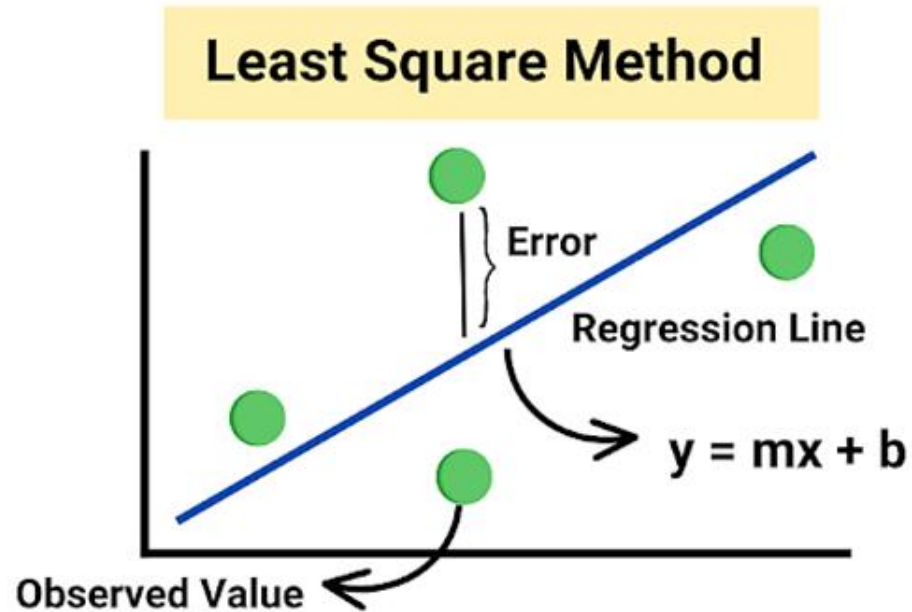 Least Square Method
Error
Regression Line
y = mx + b
Observed Value